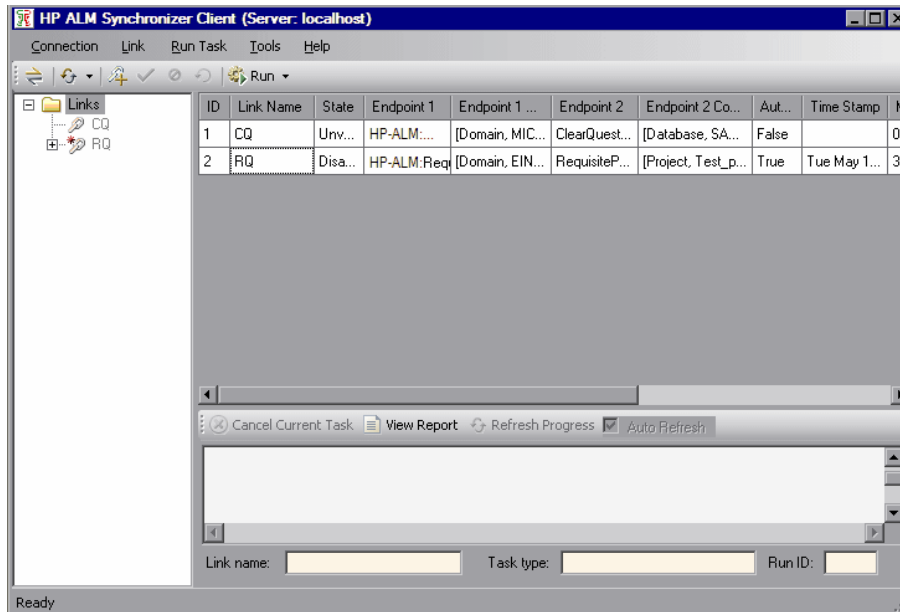 HP ALM Synchronizer Client (Server: localhost)
Connection Link Run Task Tools Help
Run
Links
CQ
RQ
ID Link Name State Endpoint 1 Endpoint 1 ... Endpoint 2 Endpoint 2 Co... Aut... Time Stamp
1 CQ Unv... HP-ALM:... [Domain, MIC... ClearQuest... [Database, SA... False 0
2 RQ Disa... HP-ALM:Requ [Domain, EIN... RequisiteP... [Project, Test_p... True Tue May 1... 3
Cancel Current Task View Report Refresh Progress Auto Refresh
Link name: Task type: Run ID:
Ready